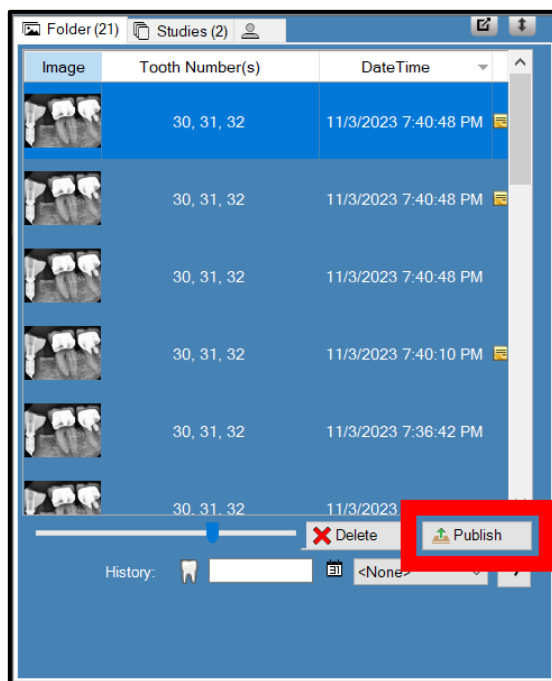 Folder (21) Studies (2)
Image Tooth Number(s) DateTime
30, 31, 32 11/3/2023 7:40:48 PM
30, 31, 32 11/3/2023 7:40:48 PM
30, 31, 32 11/3/2023 7:40:48 PM
30, 31, 32 11/3/2023 7:40:10 PM
30, 31, 32 11/3/2023 7:36:42 PM
30, 31, 32 11/3/2023
Delete Publish
History: 31 <None>